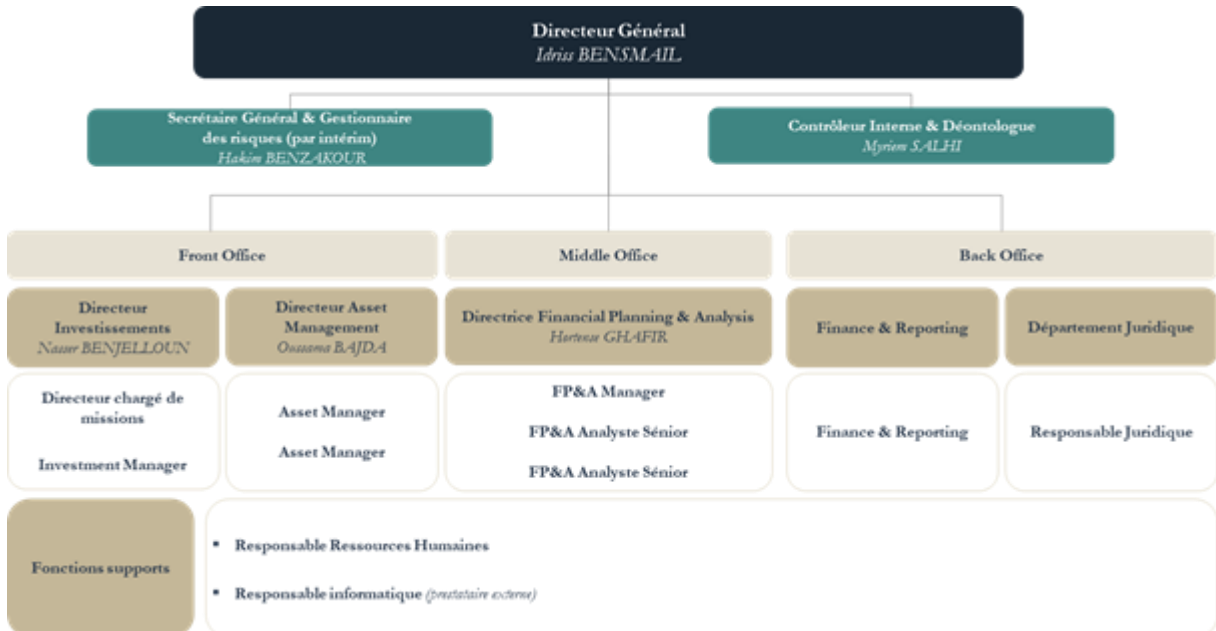 Directeur Général
Idriss BENSMAIL
Secrétaire Général & Gestionnaire
des risques (par intérim)
Hakim BENZAKOUR
Contrôleur Interne & Déontologue
Myriem SALHI
Front Office
Middle Office
Back Office
Directeur
Investissements
Nasser BENJELLOUN
Directeur Asset
Management
Oussama BAJDA
Directrice Financial Planning & Analysis
Hortense GHAFIR
Finance & Reporting
Département Juridique
Directeur chargé de
missions
Investment Manager
Asset Manager
Asset Manager
FP&A Manager
FP&A Analyste Sénior
FP&A Analyste Sénior
Finance & Reporting
Responsable Juridique
Fonctions supports
▪ Responsable Ressources Humaines
▪ Responsable informatique (prestataire externe)